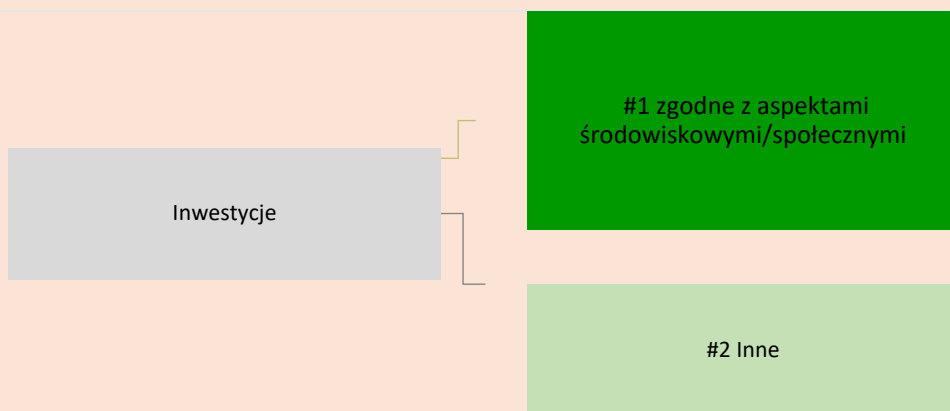 #1 zgodne z aspektami
środowiskowymi/społecznymi
Inwestycje
#2 Inne